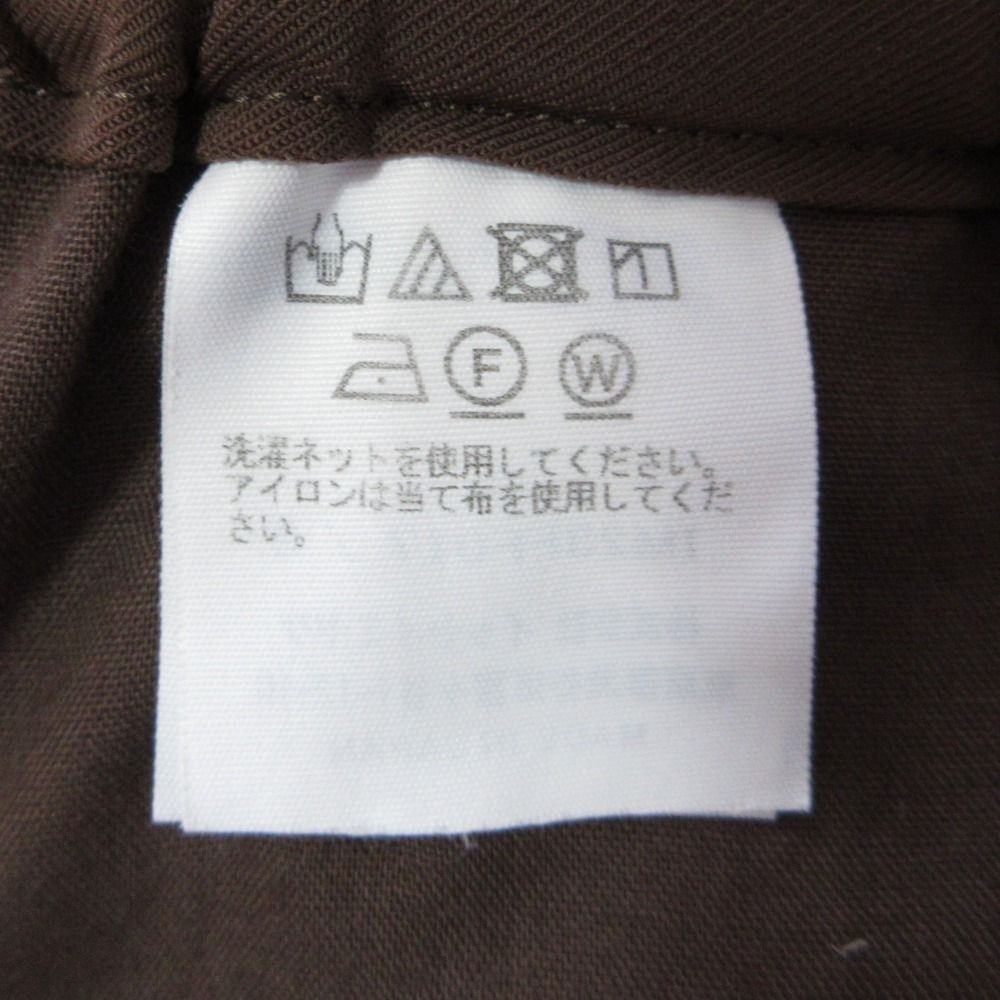 F W
洗濯ネットを使用してください。
アイロンは当て布を使用してくだ
さい。